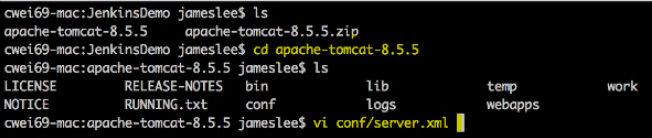 cwei69-mac:JenkinsDemo jameslee$ ls
apache-tomcat-8.5.5 apache-tomcat-8.5.5.zip
cwei69-mac:JenkinsDemo jameslee$ cd apache-tomcat-8.5.5
cwei69-mac:apache-tomcat-8.5.5 jameslee$ ls
LICENSE RELEASE-NOTES bin lib temp work
NOTICE RUNNING.txt conf logs webapps
cwei69-mac:apache-tomcat-8.5.5 jameslee$ vi conf/server.xml